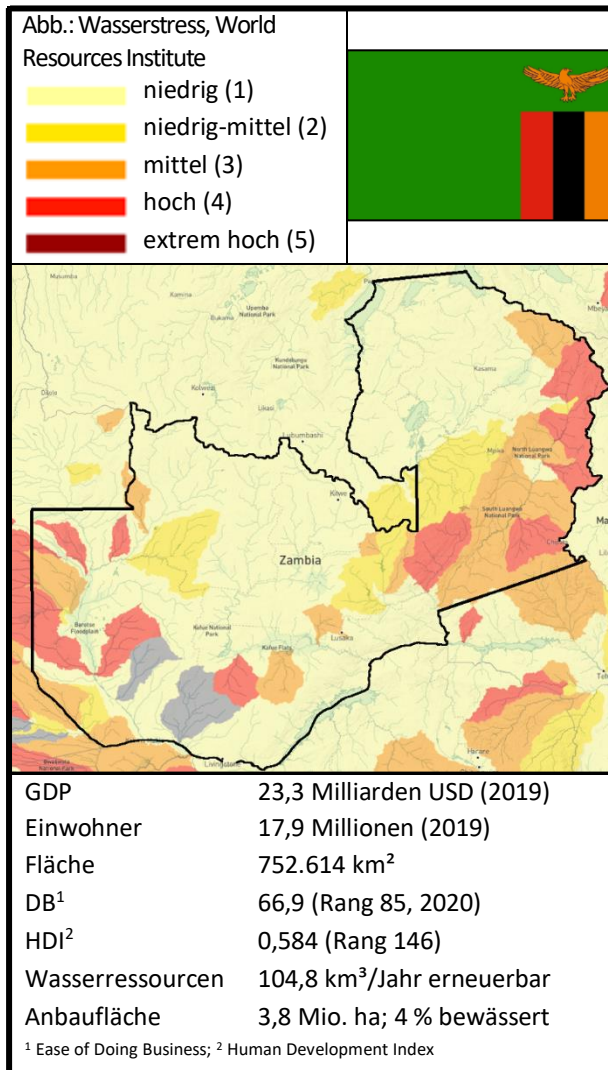 Abb.: Wasserstress, World
Resources Institute
niedrig (1)
niedrig-mittel (2)
mittel (3)
hoch (4)
extrem hoch (5)
Mbeya
Upemba
National Park
Bukama
Kamina
Kundelungu
National Park
Kasama
Kolwezi
Likasi
Lubumbashi
Mpika
North Luangwa
National Park
Kitwe
South Luangwa
National Park
Zambia
Barotse
Floodplain
Kafue National
Park
Kafue Flats
Lusaka
Livingstone
Harare
GDP 23,3 Milliarden USD (2019)
Einwohner 17,9 Millionen (2019)
Fläche 752.614 km²
DB¹ 66,9 (Rang 85, 2020)
HDI² 0,584 (Rang 146)
Wasserressourcen 104,8 km³/Jahr erneuerbar
Anbaufläche 3,8 Mio. ha; 4 % bewässert
¹ Ease of Doing Business; ² Human Development Index